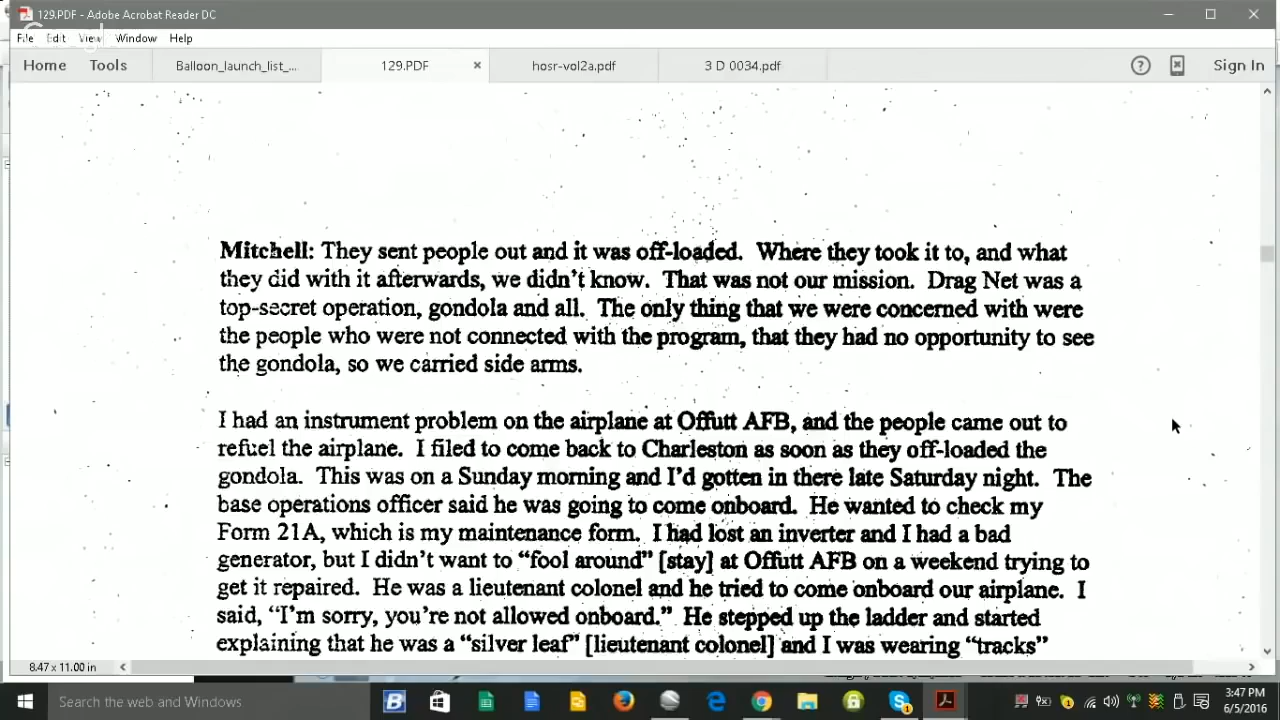 129.PDF - Adobe Acrobat Reader DC
Google
File Edit View Window Help
Home Tools Balloon_launch_list_... 129.PDF × hosr-vol2a.pdf 3 D 0034.pdf Sign In
Mitchell: They sent people out and it was off-loaded. Where they took it to, and what
they did with it afterwards, we didn't know. That was not our mission. Drag Net was a
top-secret operation, gondola and all. The only thing that we were concerned with were
the people who were not connected with the program, that they had no opportunity to see
the gondola, so we carried side arms.
I had an instrument problem on the airplane at Offutt AFB, and the people came out to
refuel the airplane. I filed to come back to Charleston as soon as they off-loaded the
gondola. This was on a Sunday morning and I'd gotten in there late Saturday night. The
base operations officer said he was going to come onboard. He wanted to check my
Form 21A, which is my maintenance form. I had lost an inverter and I had a bad
generator, but I didn't want to "fool around" [stay] at Offutt AFB on a weekend trying to
get it repaired. He was a lieutenant colonel and he tried to come onboard our airplane. I
said, "I'm sorry, you're not allowed onboard." He stepped up the ladder and started
explaining that he was a "silver leaf" [lieutenant colonel] and I was wearing "tracks"
8.47 x 11.00 in
Search the web and Windows
3:47 PM
6/5/2016